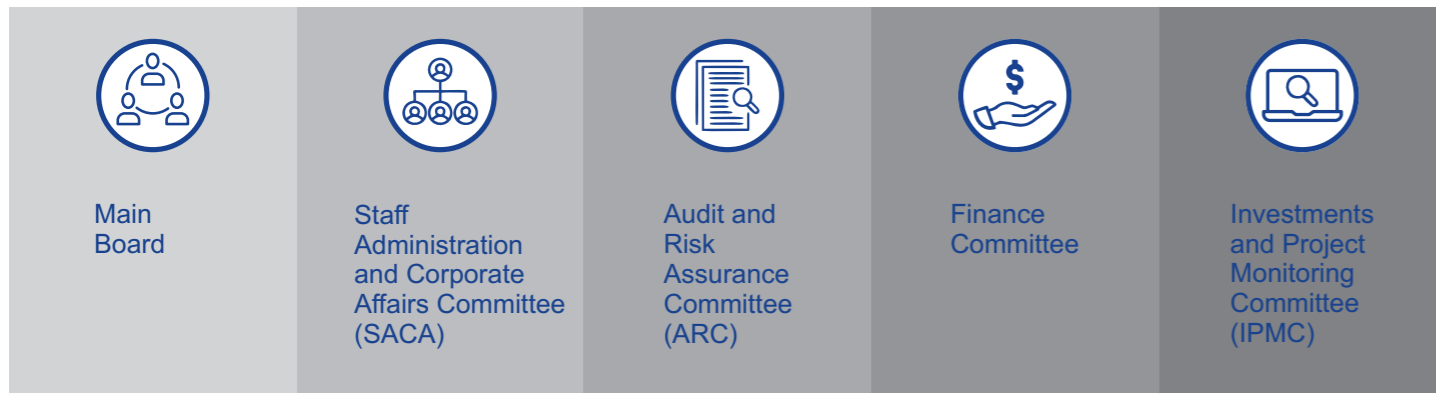 $
Main
Board
Staff
Administration
and Corporate
Affairs Committee
(SACA)
Audit and
Risk
Assurance
Committee
(ARC)
Finance
Committee
Investments
and Project
Monitoring
Committee
(IPMC)